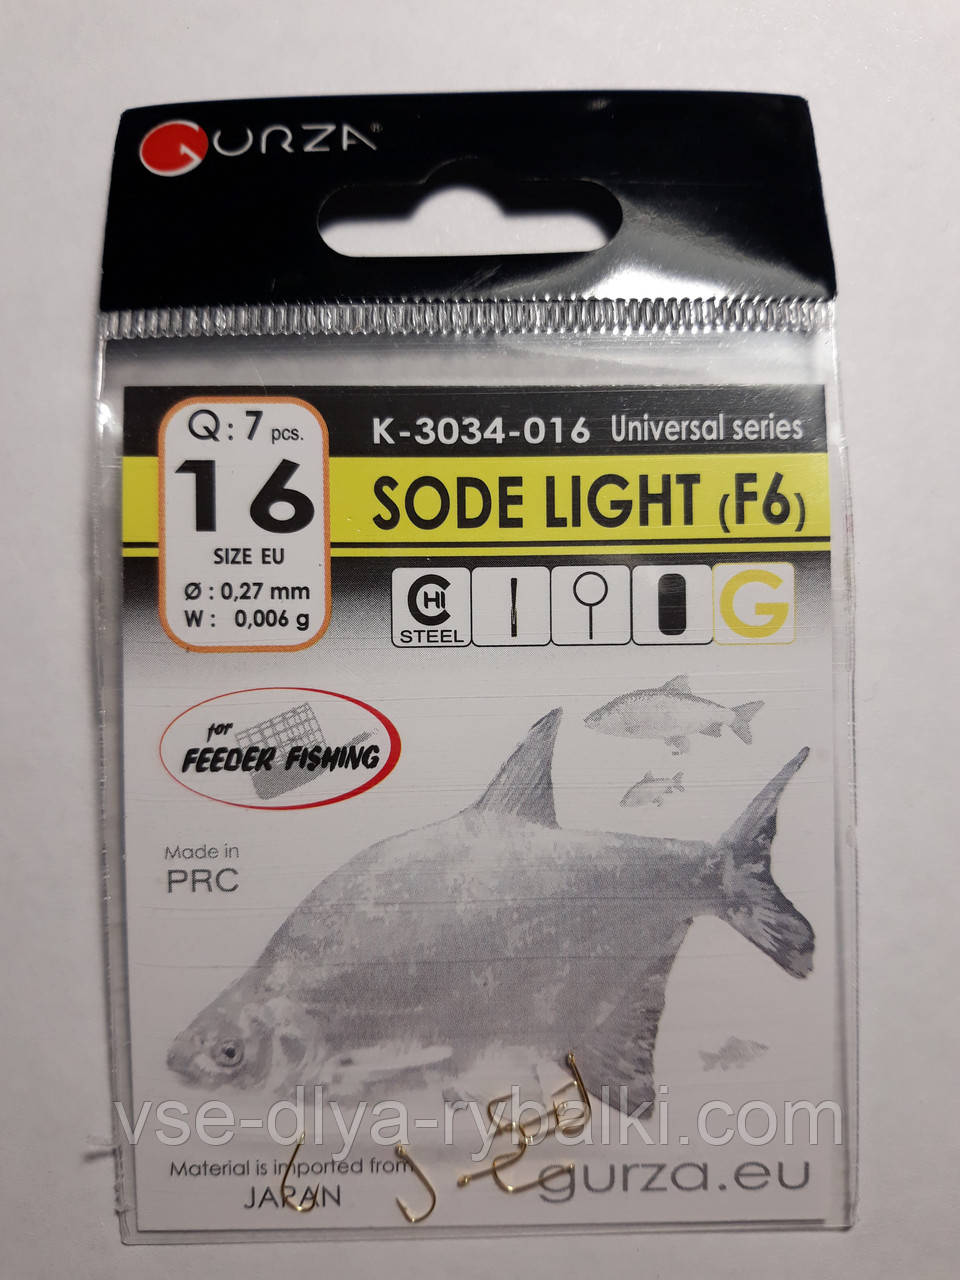 GURZA®
Q: 7 pcs.
16
SIZE EU
Ø : 0,27 mm
W : 0,006 g
K-3034-016 Universal series
SODE LIGHT (F6)
C HI
STEEL
G
for
FEEDER FISHING
Made in
PRC
vse-dlya-rybalki.com
Material is imported from
JAPAN
gurza.eu